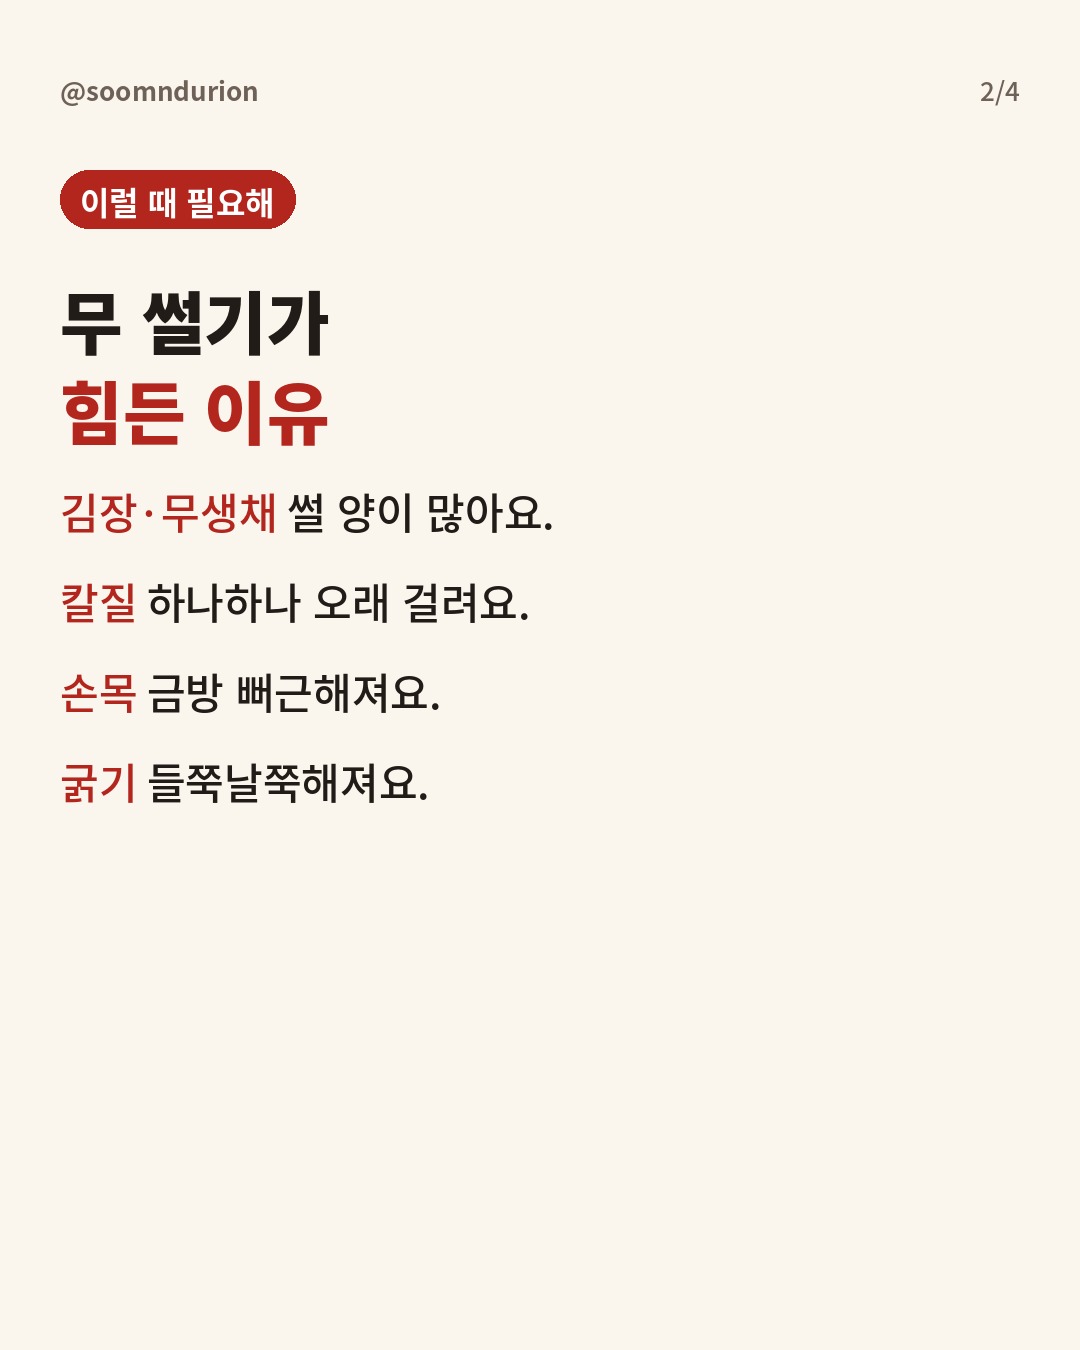 @soomndurion
2/4
이럴 때 필요해
무 썰기가
힘든 이유
김장·무생채 썰 양이 많아요.
칼질 하나하나 오래 걸려요.
손목 금방 뻐근해져요.
굵기 들쭉날쭉해져요.